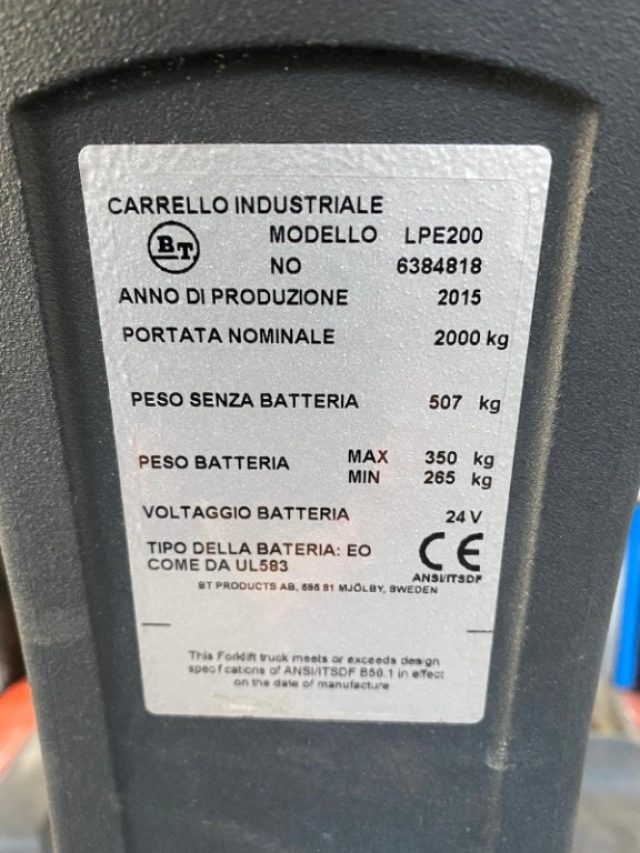 CARRELLO INDUSTRIALE
BT MODELLO LPE200
NO 6384818
ANNO DI PRODUZIONE 2015
PORTATA NOMINALE 2000 kg
PESO SENZA BATTERIA 507 kg
PESO BATTERIA MAX 350 kg
MIN 265 kg
VOLTAGGIO BATTERIA 24 V
TIPO DELLA BATERIA: EO
COME DA UL583
CE
ANSI/ITSDF
BT PRODUCTS AB, 595 81 MJÖLBY, SWEDEN
This Forklift truck meets or exceeds design
specifications of ANSI/ITSDF B56.1 in effect
on the date of manufacture